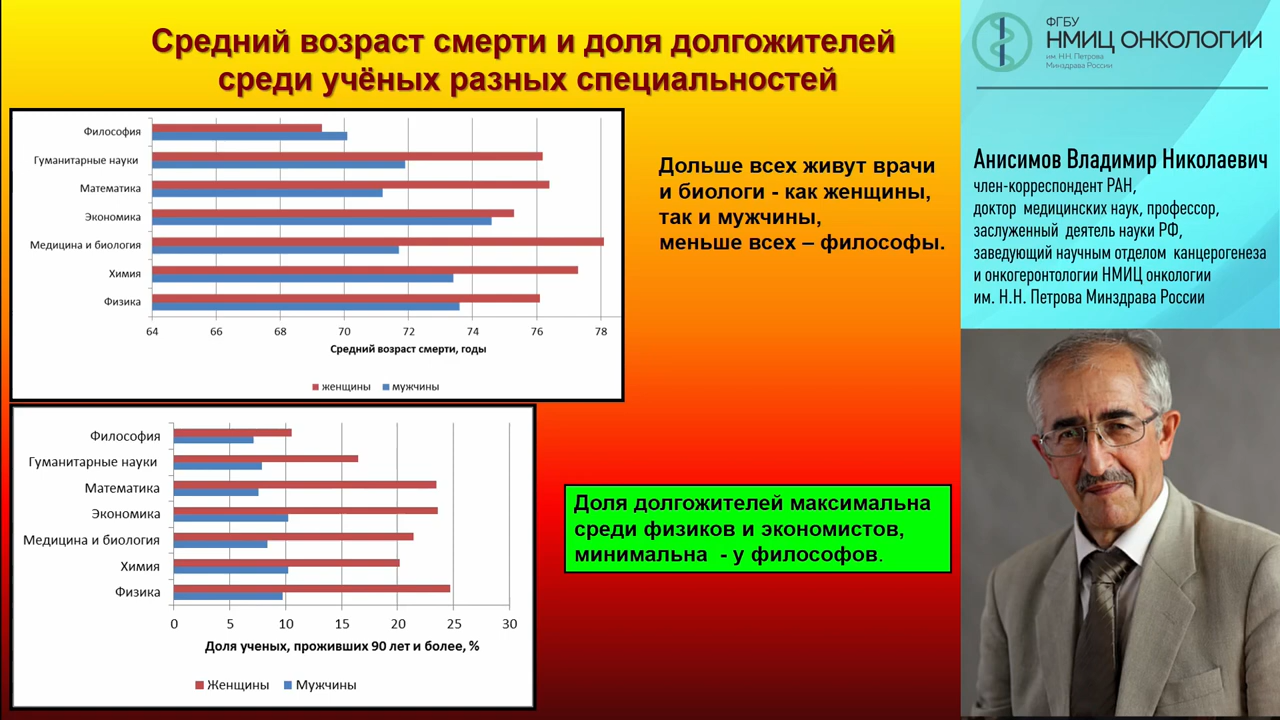 Средний возраст смерти и доля долгожителей
среди учёных разных специальностей
Философия
Гуманитарные науки
Математика
Экономика
Медицина и биология
Химия
Физика
64 66 68 70 72 74 76 78
Средний возраст смерти, годы
женщины мужчины
Дольше всех живут врачи
и биологи - как женщины,
так и мужчины,
меньше всех – философы.
Философия
Гуманитарные науки
Математика
Экономика
Медицина и биология
Химия
Физика
0 5 10 15 20 25 30
Доля ученых, проживших 90 лет и более, %
Женщины Мужчины
Доля долгожителей максимальна
среди физиков и экономистов,
минимальна - у философов.
ФГБУ
НМИЦ ОНКОЛОГИИ
им. Н.Н. Петрова
Минздрава России
Анисимов Владимир Николаевич
член-корреспондент РАН,
доктор медицинских наук, профессор,
заслуженный деятель науки РФ,
заведующий научным отделом канцерогенеза
и онкогеронтологии НМИЦ онкологии
им. Н.Н. Петрова Минздрава России